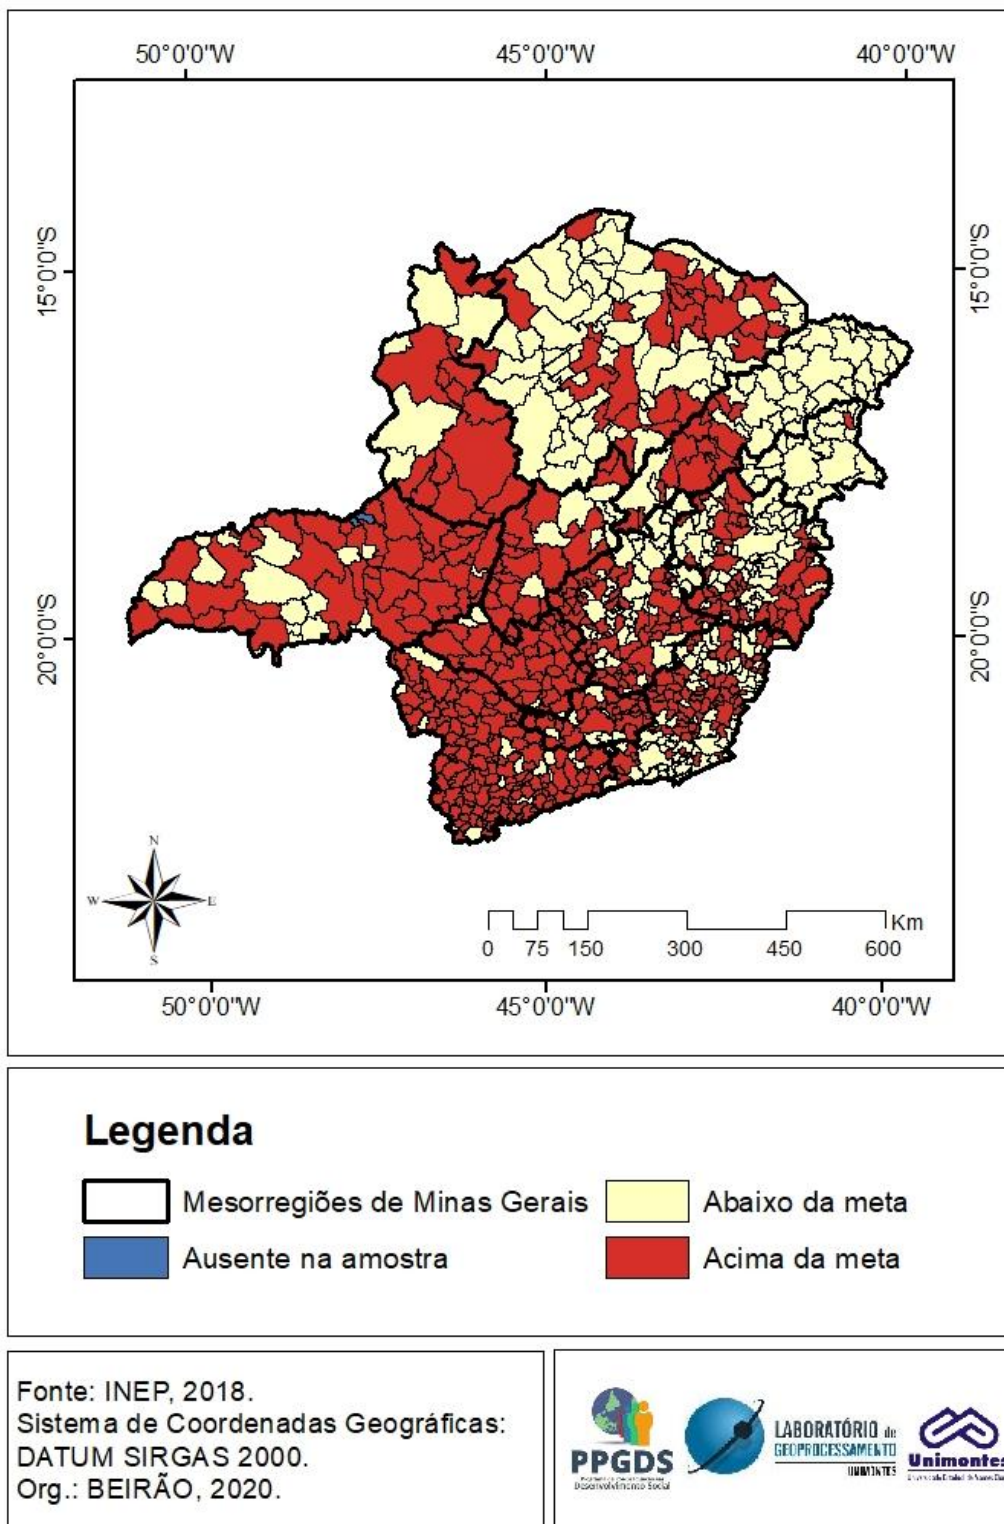 50°0'0"W 45°0'0"W 40°0'0"W
15°0'0"S 15°0'0"S
20°0'0"S 20°0'0"S
N
W E
S
Km
0 75 150 300 450 600
50°0'0"W 45°0'0"W 40°0'0"W
Legenda
Mesorregiões de Minas Gerais Abaixo da meta
Ausente na amostra Acima da meta
Fonte: INEP, 2018.
Sistema de Coordenadas Geográficas:
DATUM SIRGAS 2000.
Org.: BEIRÃO, 2020.
PPGDS
Desenvolvimento Social
LABORATÓRIO de
GEOPROCESSAMENTO
UNIMONTES
Unimontes